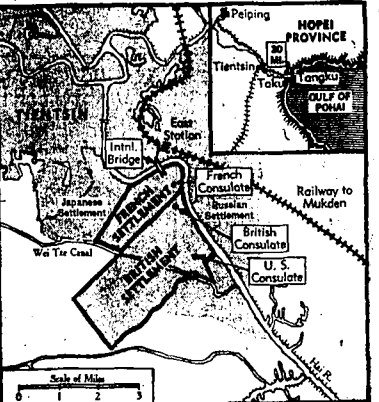 Peiping
HOPEI
PROVINCE
30
MI.
Tientsin
Taku
Tangku
GULF OF
POHAI
TIENTSIN
East
Station
Intnl.
Bridge
French
Consulate
Japanese
Settlement
FRENCH
SETTLEMENT
Russian
Settlement
Railway to
Mukden
British
Consulate
Wei Tze Canal
BRITISH
SETTLEMENT
U. S.
Consulate
Hai R.
Scale of Miles
0 1 2 3